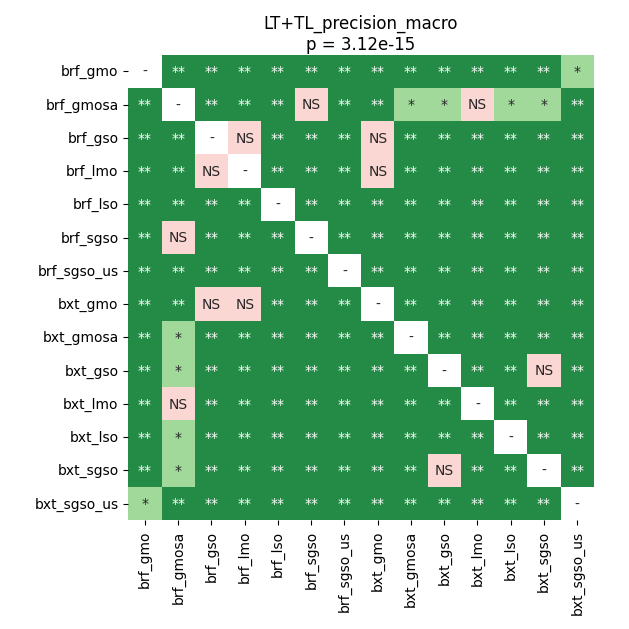 LT+TL_precision_macro
p = 3.12e-15
brf_gmo - ** ** ** ** ** ** ** ** ** ** ** ** *
brf_gmosa ** - ** ** ** NS ** ** * * NS * * **
brf_gso ** ** - NS ** ** ** NS ** ** ** ** ** **
brf_lmo ** ** NS - ** ** ** NS ** ** ** ** ** **
brf_lso ** ** ** ** - ** ** ** ** ** ** ** ** **
brf_sgso ** NS ** ** ** - ** ** ** ** ** ** ** **
brf_sgso_us ** ** ** ** ** ** - ** ** ** ** ** ** **
bxt_gmo ** ** NS NS ** ** ** - ** ** ** ** ** **
bxt_gmosa ** * ** ** ** ** ** ** - ** ** ** ** **
bxt_gso ** * ** ** ** ** ** ** ** - ** ** NS **
bxt_lmo ** NS ** ** ** ** ** ** ** ** - ** ** **
bxt_lso ** * ** ** ** ** ** ** ** ** ** - ** **
bxt_sgso ** * ** ** ** ** ** ** ** NS ** ** - **
bxt_sgso_us * ** ** ** ** ** ** ** ** ** ** ** ** -
brf_gmo brf_gmosa brf_gso brf_lmo brf_lso brf_sgso brf_sgso_us bxt_gmo bxt_gmosa bxt_gso bxt_lmo bxt_lso bxt_sgso bxt_sgso_us